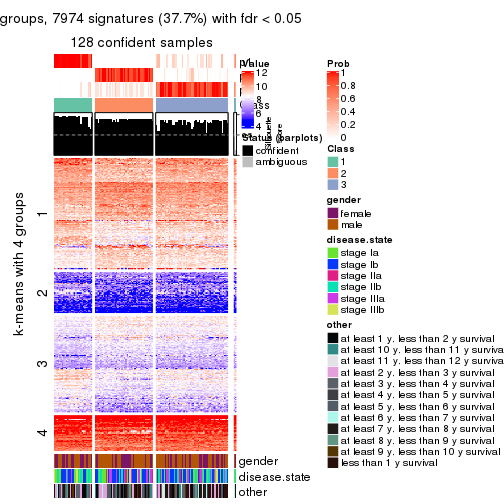 groups, 7974 signatures (37.7%) with fdr < 0.05
128 confident samples
Value
12
10
8
6
4
Status (barplots)
confident
ambiguous
Prob
1
0.8
0.6
0.4
0.2
0
Class
1
2
3
gender
female
male
disease.state
stage Ia
stage Ib
stage IIa
stage IIb
stage IIIa
stage IIIb
other
at least 1 y. less than 2 y survival
at least 10 y. less than 11 y surviva
at least 11 y. less than 12 y surviva
at least 2 y. less than 3 y survival
at least 3 y. less than 4 y survival
at least 4 y. less than 5 y survival
at least 5 y. less than 6 y survival
at least 6 y. less than 7 y survival
at least 7 y. less than 8 y survival
at least 8 y. less than 9 y survival
at least 9 y. less than 10 y survival
less than 1 y survival
k-means with 4 groups
1
2
3
4
Silhouette
score
gender
disease.state
other